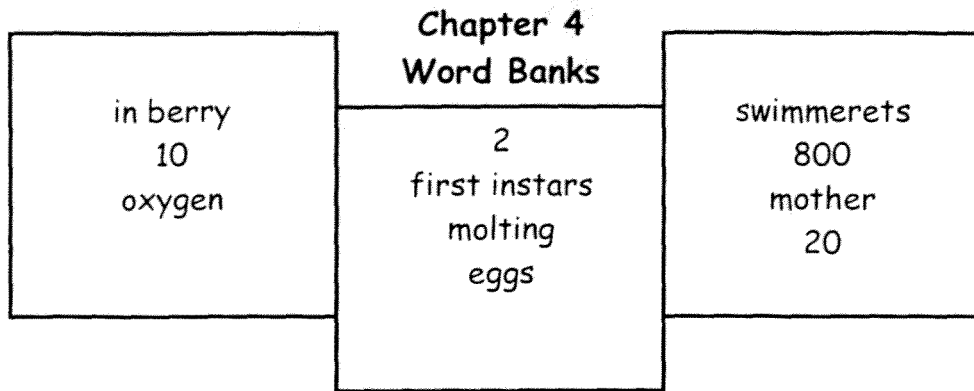 Chapter 4
Word Banks
in berry
10
oxygen
2
first instars
molting
eggs
swimmerets
800
mother
20